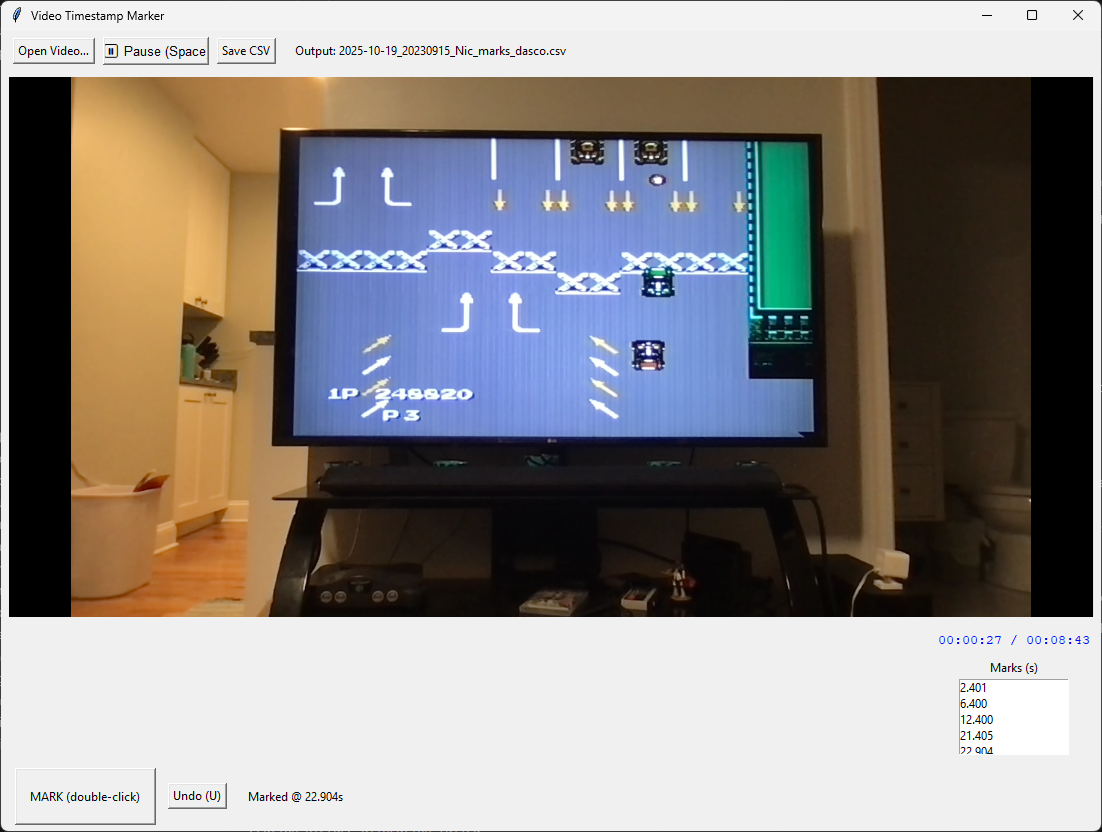 Video Timestamp Marker
Open Video...
Pause (Space
Save CSV
Output: 2025-10-19_20230915_Nic_marks_dasco.csv
1P 248820
P 3
00:00:27 / 00:08:43
Marks (s)
2.401
6.400
12.400
21.405
22.904
MARK (double-click)
Undo (U)
Marked @ 22.904s